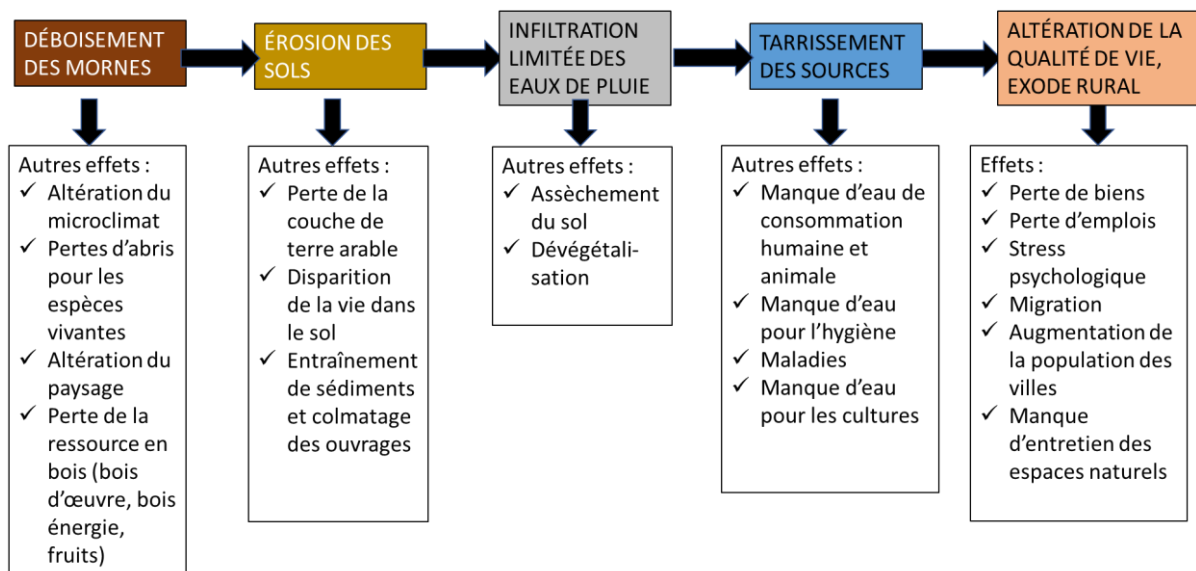 DÉBOISEMENT
DES MORNES
ÉROSION DES
SOLS
INFILTRATION
LIMITÉE DES
EAUX DE PLUIE
TARRISSEMENT
DES SOURCES
ALTÉRATION DE LA
QUALITÉ DE VIE,
EXODE RURAL
Autres effets :
✓ Altération du
microclimat
✓ Pertes d’abris
pour les
espèces
vivantes
✓ Altération du
paysage
✓ Perte de la
ressource en
bois (bois
d’œuvre, bois
énergie,
fruits)
Autres effets :
✓ Perte de la
couche de
terre arable
✓ Disparition
de la vie dans
le sol
✓ Entraînement
de sédiments
et colmatage
des ouvrages
Autres effets :
✓ Assèchement
du sol
✓ Dévégétali-
sation
Autres effets :
✓ Manque d’eau de
consommation
humaine et
animale
✓ Manque d’eau
pour l’hygiène
✓ Maladies
✓ Manque d’eau
pour les cultures
Effets :
✓ Perte de biens
✓ Perte d’emplois
✓ Stress
psychologique
✓ Migration
✓ Augmentation de
la population des
villes
✓ Manque
d’entretien des
espaces naturels